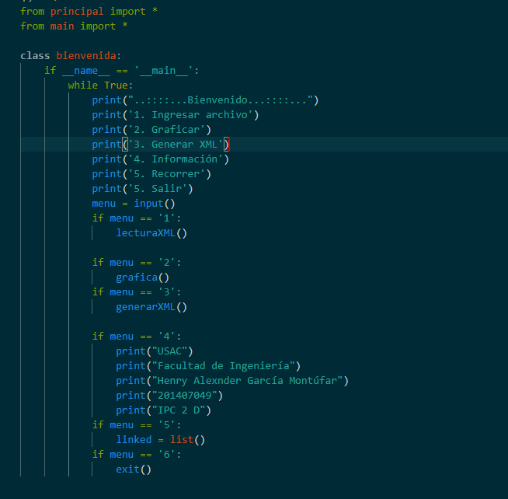 from principal import *
from main import *
class bienvenida:
    if __name__ == '__main__':
        while True:
            print("..::::...Bienvenido...::::...")
            print('1. Ingresar archivo')
            print('2. Graficar')
            print('3. Generar XML')
            print('4. Información')
            print('5. Recorrer')
            print('5. Salir')
            menu = input()
            if menu == '1':
                lecturaXML()
            if menu == '2':
                grafica()
            if menu == '3':
                generarXML()
            if menu == '4':
                print("USAC")
                print("Facultad de Ingeniería")
                print("Henry Alexnder García Montúfar")
                print("201407049")
                print("IPC 2 D")
            if menu == '5':
                linked = list()
            if menu == '6':
                exit()